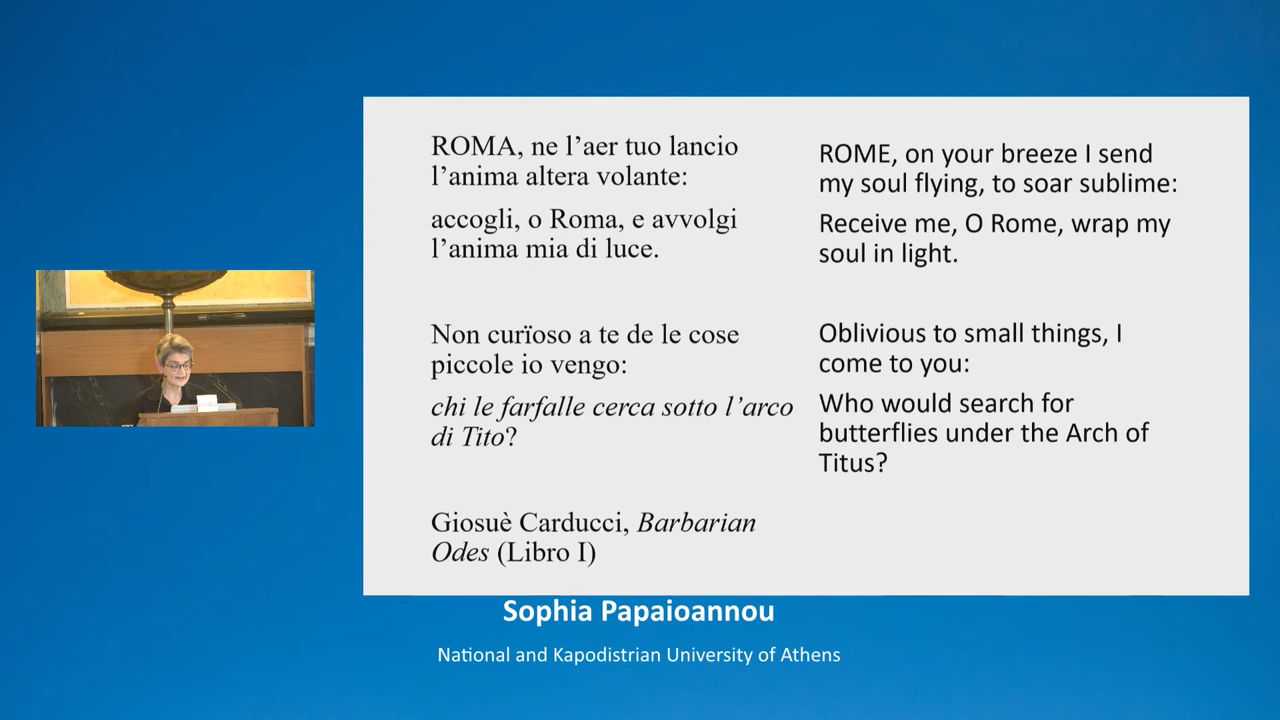 ROMA, ne l’aer tuo lancio
l’anima altera volante:
accogli, o Roma, e avvolgi
l’anima mia di luce.
Non curïoso a te de le cose
piccole io vengo:
chi le farfalle cerca sotto l’arco
di Tito?
Giosuè Carducci, Barbarian
Odes (Libro I)
ROME, on your breeze I send
my soul flying, to soar sublime:
Receive me, O Rome, wrap my
soul in light.
Oblivious to small things, I
come to you:
Who would search for
butterflies under the Arch of
Titus?
Sophia Papaioannou
National and Kapodistrian University of Athens